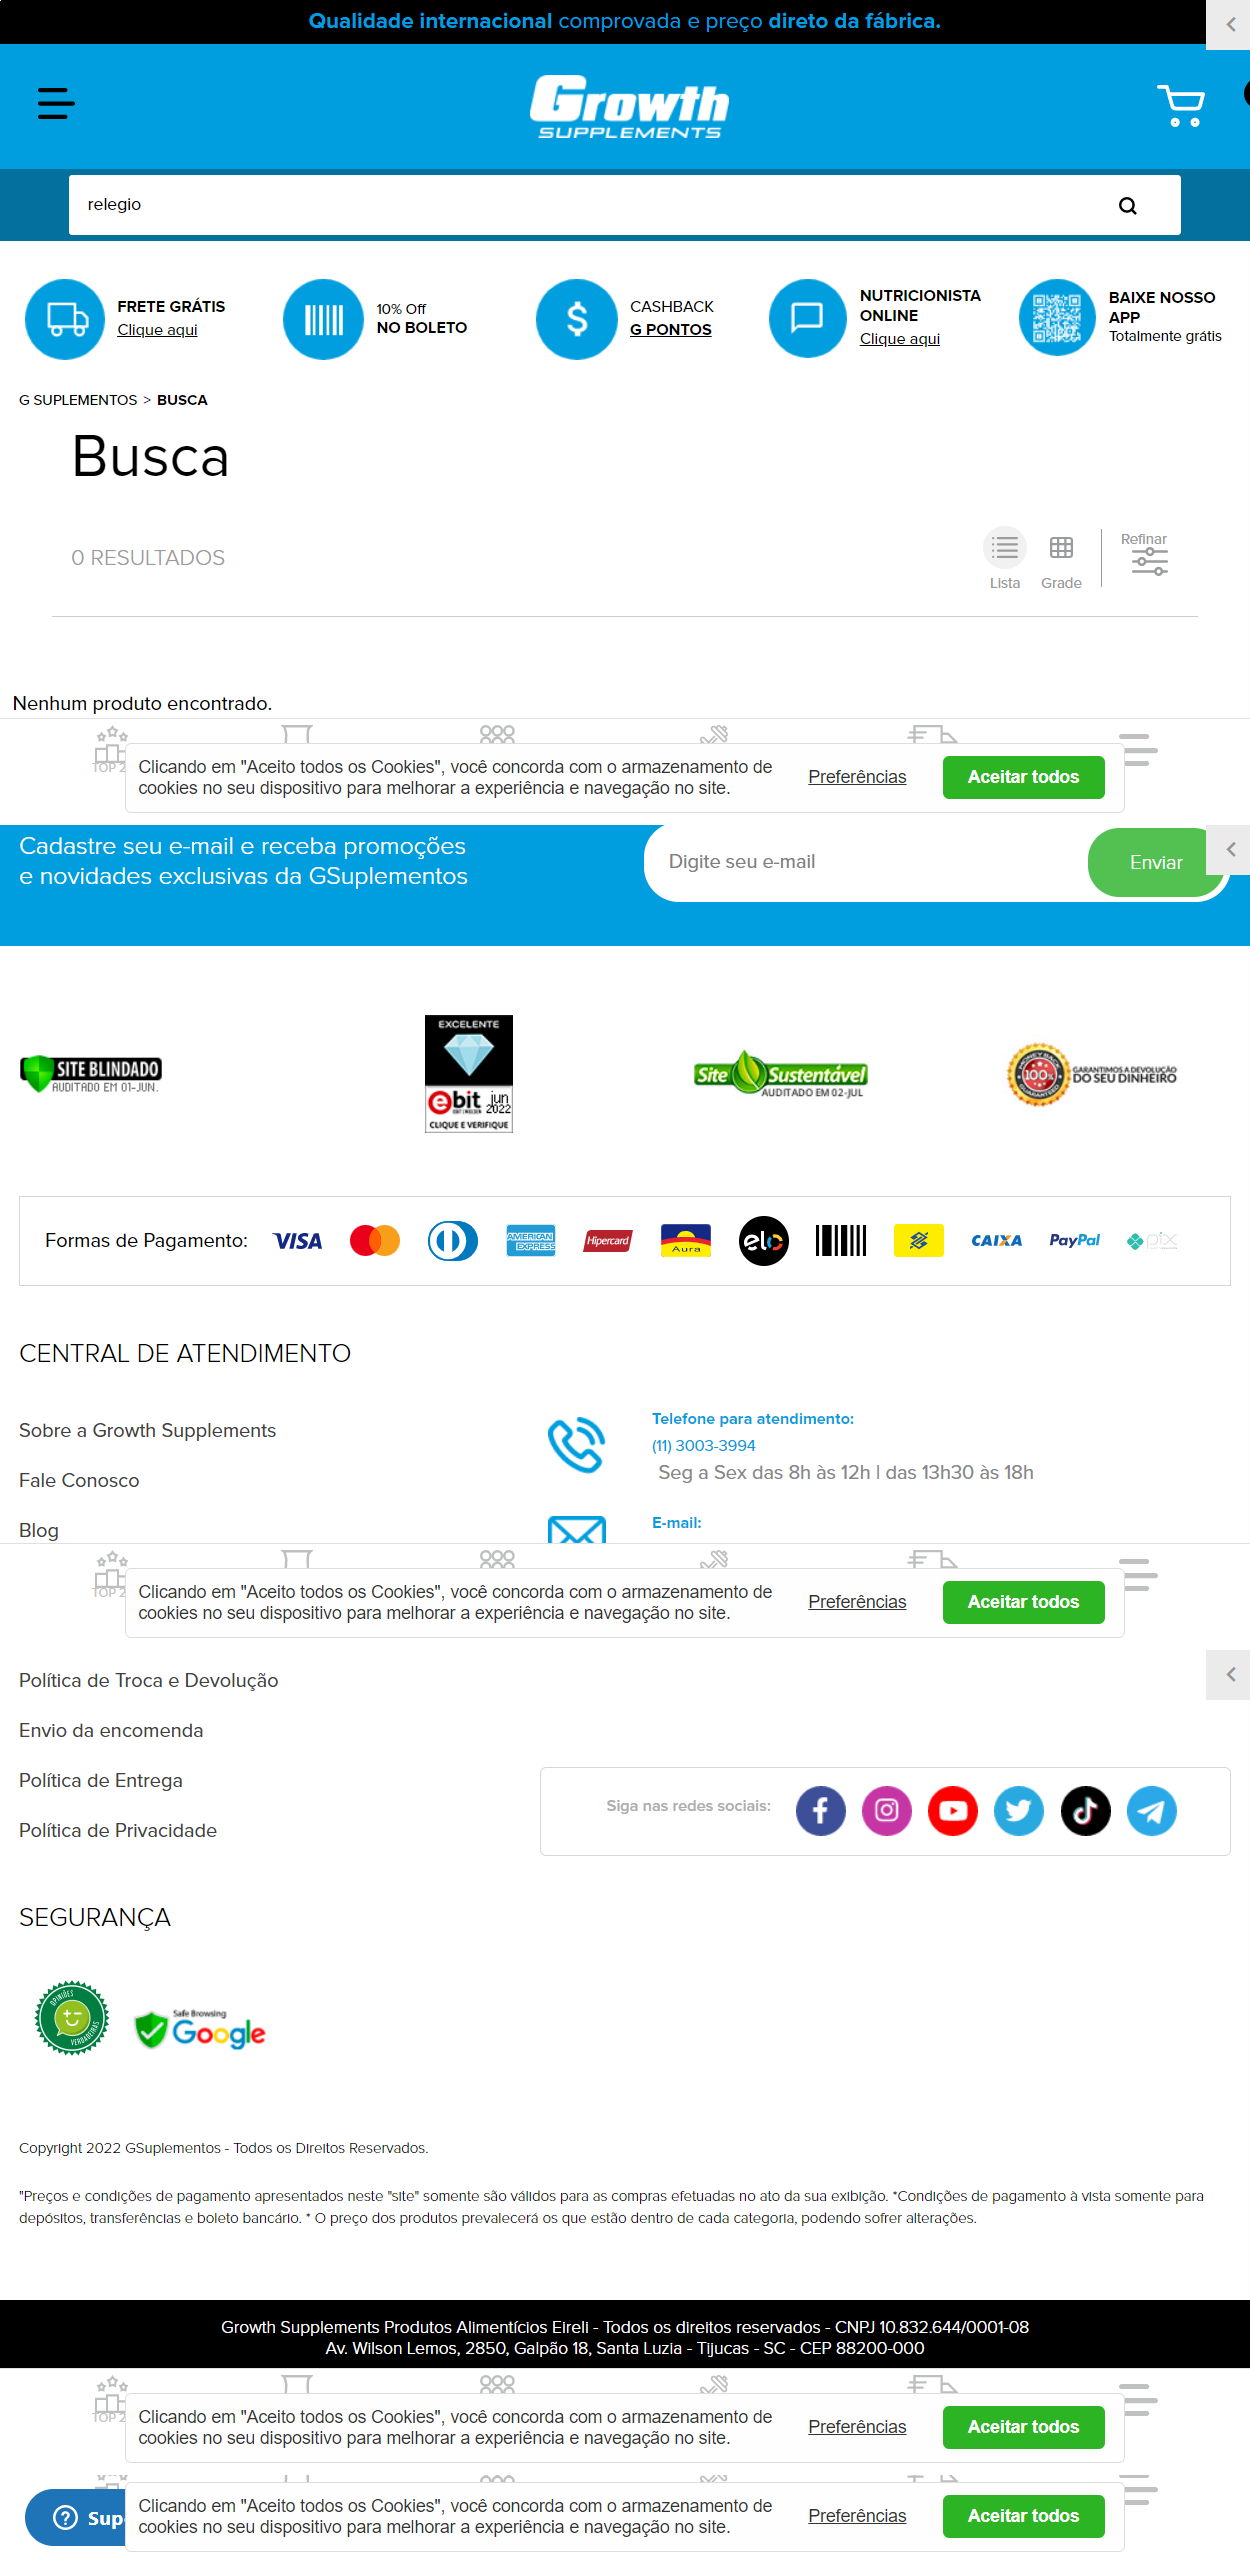 Qualidade internacional comprovada e preço direto da fábrica.
Growth
SUPPLEMENTS
relegio
FRETE GRÁTIS
Clique aqui
10% Off
NO BOLETO
CASHBACK
G PONTOS
NUTRICIONISTA
ONLINE
Clique aqui
BAIXE NOSSO
APP
Totalmente grátis
G SUPLEMENTOS > BUSCA
Busca
0 RESULTADOS
Lista
Grade
Refinar
Nenhum produto encontrado.
TOP 2
Clicando em "Aceito todos os Cookies", você concorda com o armazenamento de
cookies no seu dispositivo para melhorar a experiência e navegação no site.
Preferências
Aceitar todos
Cadastre seu e-mail e receba promoções
e novidades exclusivas da GSuplementos
Digite seu e-mail
Enviar
SITE BLINDADO
AUDITADO EM 01-JUN.
EXCELENTE
ebit
jun
2022
CLIQUE E VERIFIQUE
Site Sustentável
AUDITADO EM 02-JUL
100%
GARANTIMOS A DEVOLUÇÃO
DO SEU DINHEIRO
Formas de Pagamento:
VISA
AMERICAN
EXPRESS
Hipercard
Aura
elo
CAIXA
PayPal
pix
CENTRAL DE ATENDIMENTO
Sobre a Growth Supplements
Fale Conosco
Blog
Telefone para atendimento:
(11) 3003-3994
Seg a Sex das 8h às 12h | das 13h30 às 18h
E-mail:
TOP 2
Clicando em "Aceito todos os Cookies", você concorda com o armazenamento de
cookies no seu dispositivo para melhorar a experiência e navegação no site.
Preferências
Aceitar todos
Política de Troca e Devolução
Envio da encomenda
Política de Entrega
Política de Privacidade
Siga nas redes sociais:
SEGURANÇA
OPINIÕES
VERDADEIRAS
Safe Browsing
Google
Copyright 2022 GSuplementos - Todos os Direitos Reservados.
"Preços e condições de pagamento apresentados neste "site" somente são válidos para as compras efetuadas no ato da sua exibição. *Condições de pagamento à vista somente para
depósitos, transferências e boleto bancário. * O preço dos produtos prevalecerá os que estão dentro de cada categoria, podendo sofrer alterações.
Growth Supplements Produtos Alimentícios Eireli - Todos os direitos reservados - CNPJ 10.832.644/0001-08
Av. Wilson Lemos, 2850, Galpão 18, Santa Luzia - Tijucas - SC - CEP 88200-000
TOP 2
Clicando em "Aceito todos os Cookies", você concorda com o armazenamento de
cookies no seu dispositivo para melhorar a experiência e navegação no site.
Preferências
Aceitar todos
Clicando em "Aceito todos os Cookies", você concorda com o armazenamento de
cookies no seu dispositivo para melhorar a experiência e navegação no site.
Preferências
Aceitar todos